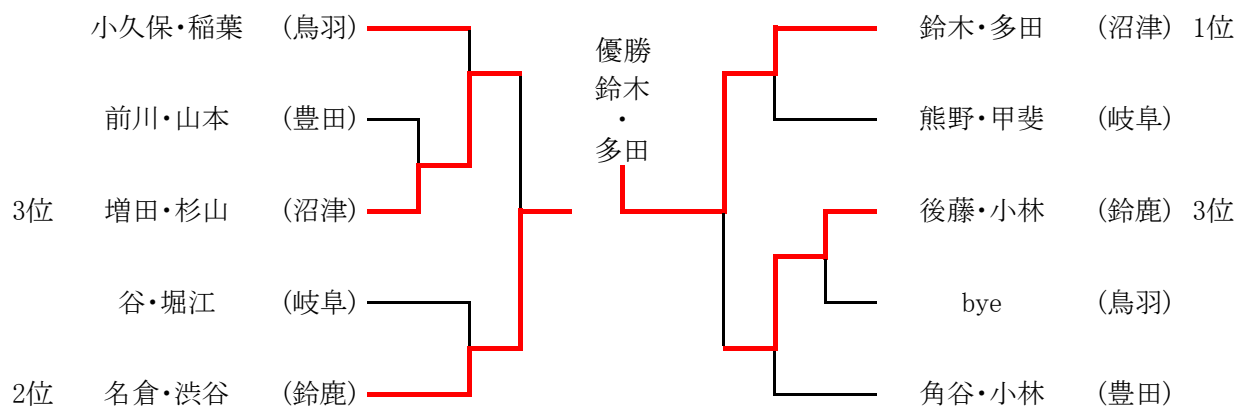 小久保・稲葉 (鳥羽)
前川・山本 (豊田)
3位 増田・杉山 (沼津)
谷・堀江 (岐阜)
2位 名倉・渋谷 (鈴鹿)
優勝
鈴木
・
多田
鈴木・多田 (沼津) 1位
熊野・甲斐 (岐阜)
後藤・小林 (鈴鹿) 3位
bye (鳥羽)
角谷・小林 (豊田)